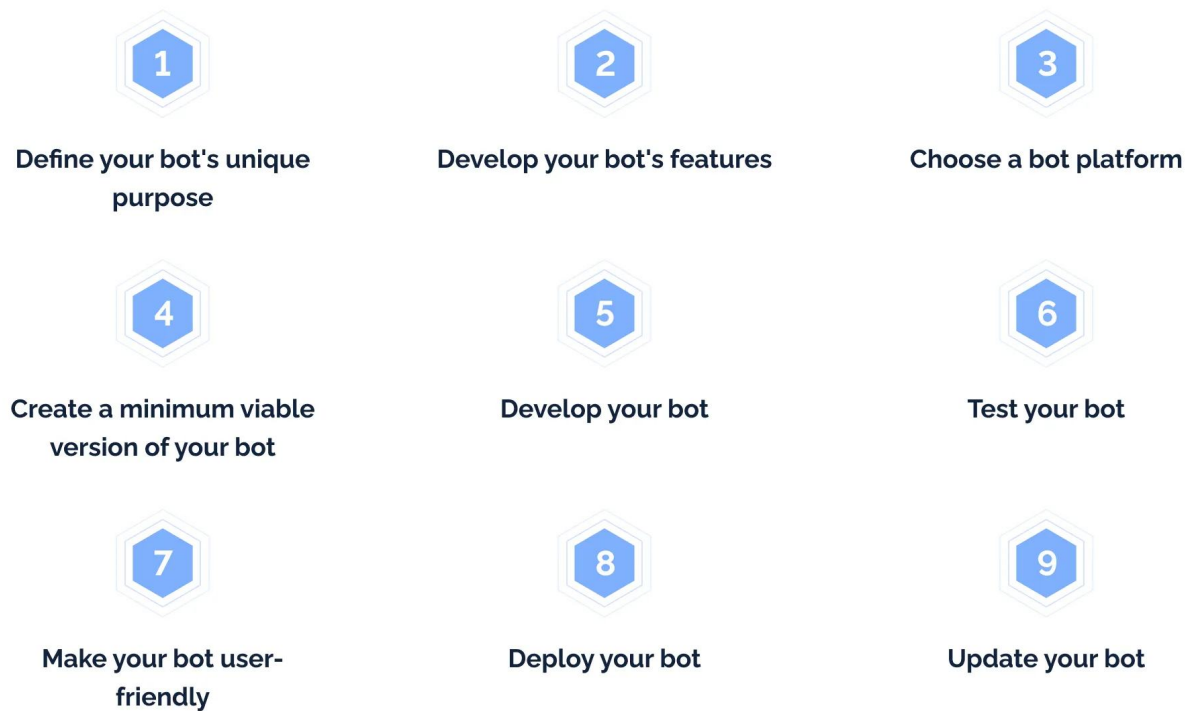 1
Define your bot's unique
purpose
2
Develop your bot's features
3
Choose a bot platform
4
Create a minimum viable
version of your bot
5
Develop your bot
6
Test your bot
7
Make your bot user-
friendly
8
Deploy your bot
9
Update your bot